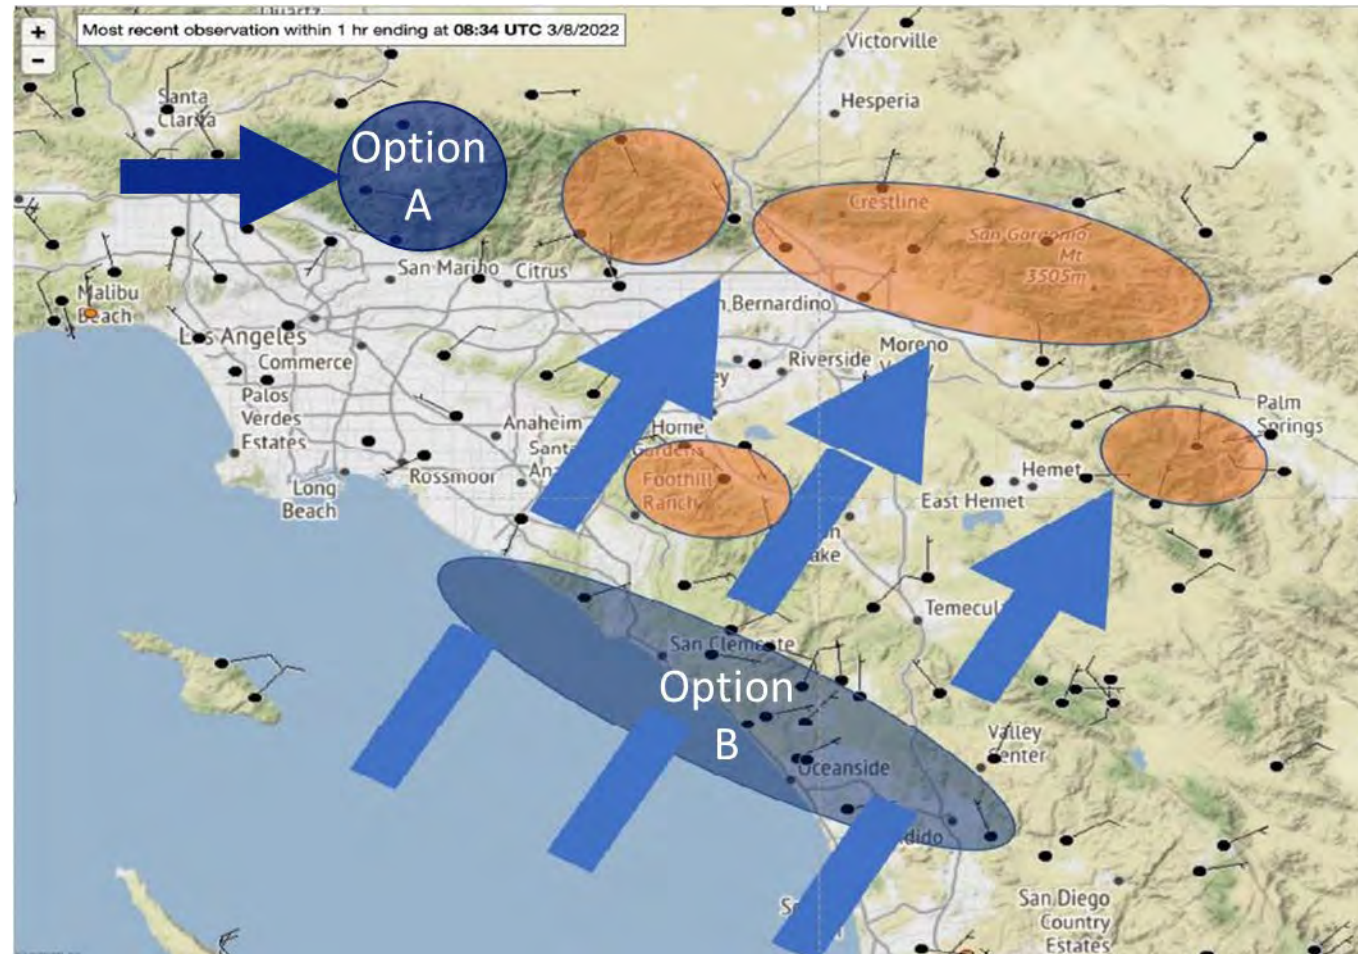 +
Most recent observation within 1 hr ending at 08:34 UTC 3/8/2022
−
Victorville
Santa
Clarita
Hesperia
Option
A
Crestline
San Gorgonio
Mt
3505m
San Marino
Citrus
Malibu
Beach
Bernardino
Los Angeles
Commerce
Riverside
Moreno
Palos
Verdes
Estates
Palm
Springs
Anaheim
Home
Gardens
Rossmoor
Foothill
Ranch
Hemet
East Hemet
Long
Beach
San Clemente
Option
B
Valley
Center
Oceanside
San Diego
Country
Estates